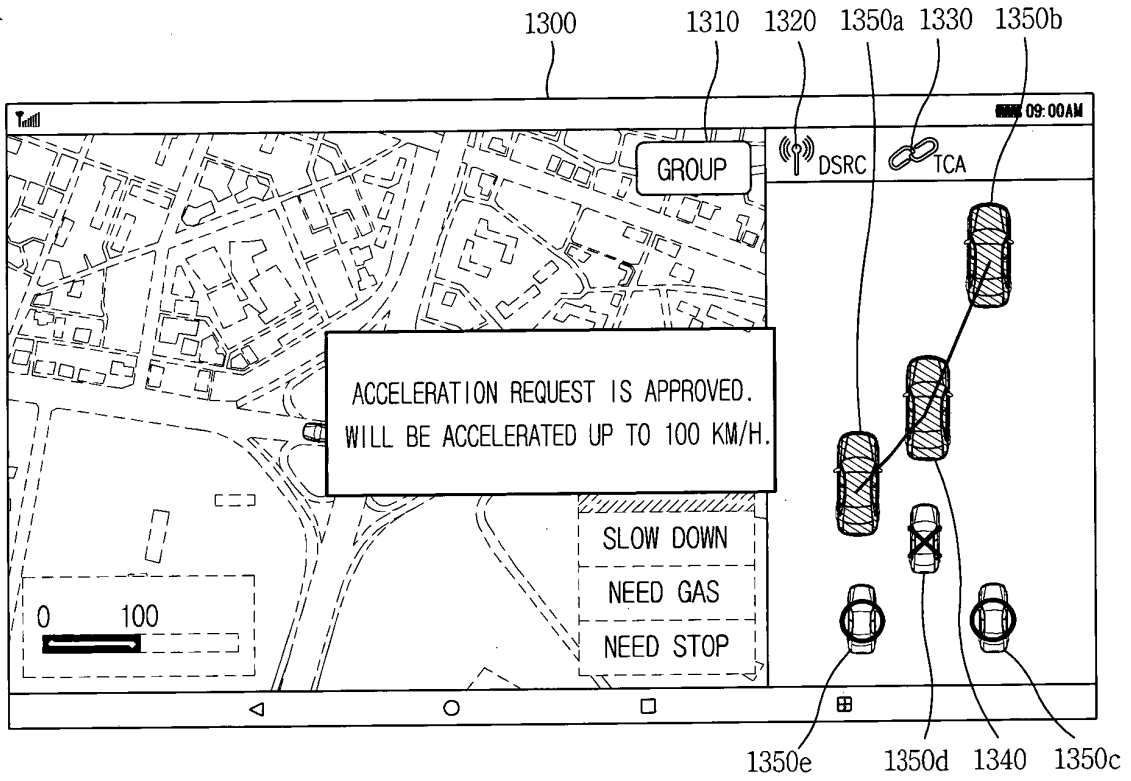 1300 1310 1320 1350a 1330 1350b
09:00AM
GROUP
DSRC TCA
ACCELERATION REQUEST IS APPROVED.
WILL BE ACCELERATED UP TO 100 KM/H.
SLOW DOWN
NEED GAS
NEED STOP
0 100
1350e 1350d 1340 1350c